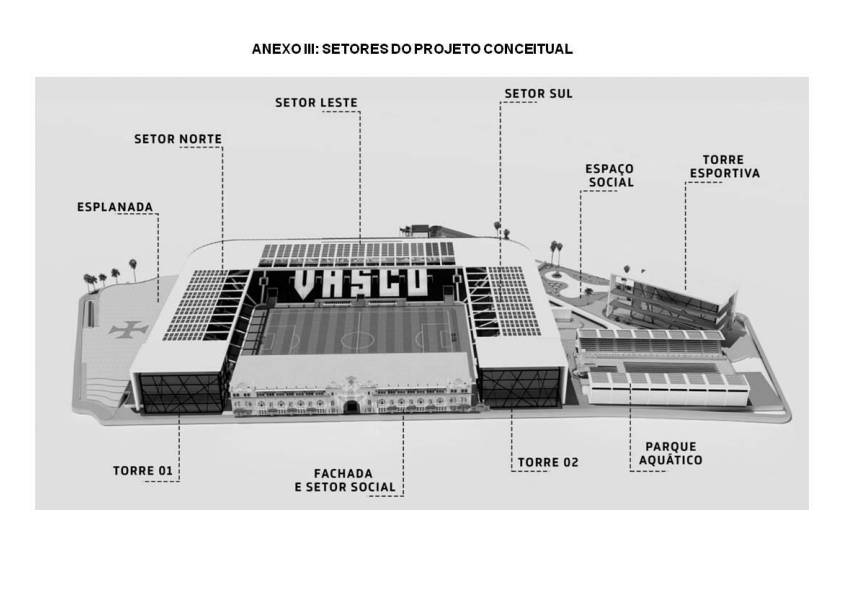 ANEXO III: SETORES DO PROJETO CONCEITUAL
SETOR LESTE
SETOR SUL
SETOR NORTE
ESPAÇO
SOCIAL
TORRE
ESPORTIVA
ESPLANADA
VASCO
TORRE 01
FACHADA
E SETOR SOCIAL
TORRE 02
PARQUE
AQUÁTICO